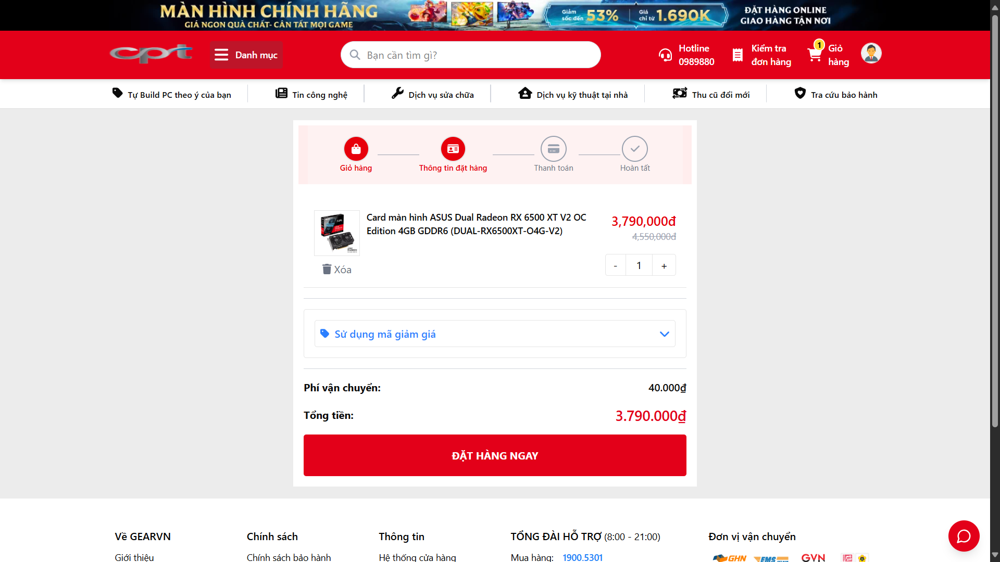 MÀN HÌNH CHÍNH HÃNG
GIÁ NGON QUÀ CHẤT- CÂN TẤT MỌI GAME
Giảm sốc đến 53%
Giá chỉ từ 1.690K
ĐẶT HÀNG ONLINE
GIAO HÀNG TẬN NƠI
cpt
Danh mục
Bạn cần tìm gì?
Hotline
0989880
Kiểm tra
đơn hàng
1
Giỏ
hàng
Tự Build PC theo ý của bạn
Tin công nghệ
Dịch vụ sửa chữa
Dịch vụ kỹ thuật tại nhà
Thu cũ đổi mới
Tra cứu bảo hành
Giỏ hàng
Thông tin đặt hàng
Thanh toán
Hoàn tất
Card màn hình ASUS Dual Radeon RX 6500 XT V2 OC
Edition 4GB GDDR6 (DUAL-RX6500XT-O4G-V2)
3,790,000đ
4,550,000đ
Xóa
- 1 +
Sử dụng mã giảm giá
Phí vận chuyển: 40.000₫
Tổng tiền: 3.790.000₫
ĐẶT HÀNG NGAY
Về GEARVN
Chính sách
Thông tin
TỔNG ĐÀI HỖ TRỢ (8:00 - 21:00)
Đơn vị vận chuyển
Giới thiệu
Chính sách bảo hành
Hệ thống cửa hàng
Mua hàng: 1900.5301
GHN
EMS
GVN